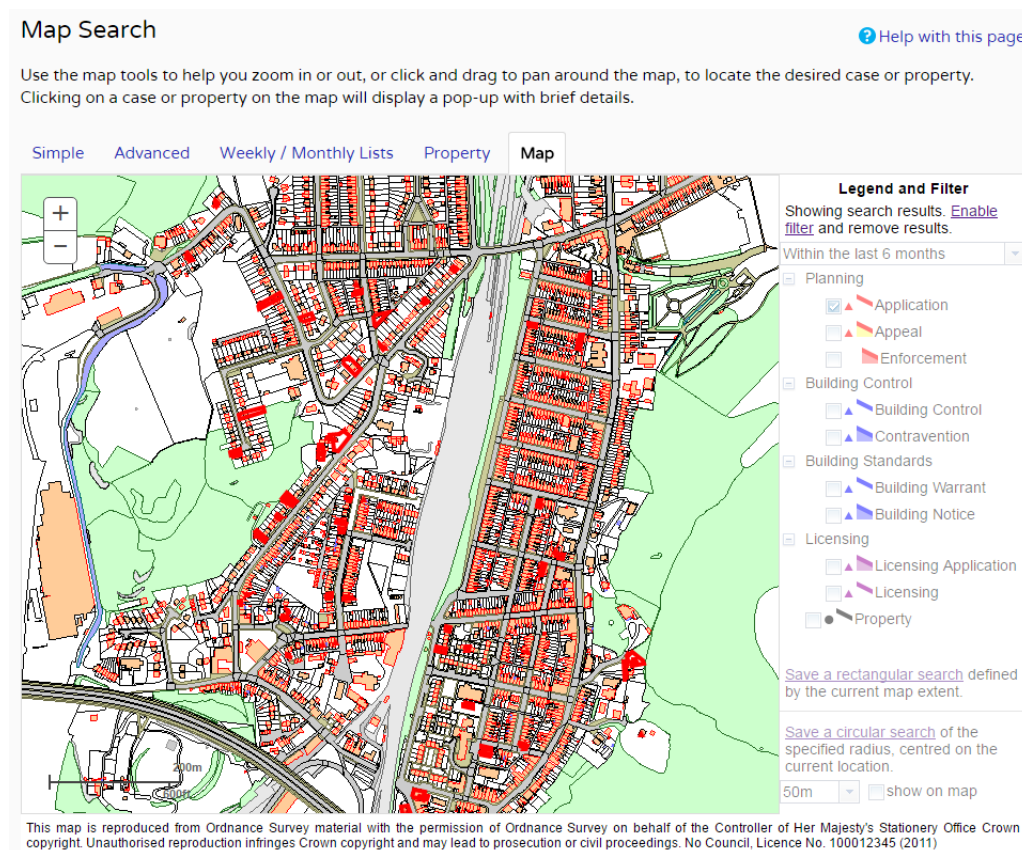 Map Search
Help with this page
Use the map tools to help you zoom in or out, or click and drag to pan around the map, to locate the desired case or property.
Clicking on a case or property on the map will display a pop-up with brief details.
Simple Advanced Weekly / Monthly Lists Property Map
+
−
200m
600ft
Legend and Filter
Showing search results. Enable
filter and remove results.
Within the last 6 months
Planning
Application
Appeal
Enforcement
Building Control
Building Control
Contravention
Building Standards
Building Warrant
Building Notice
Licensing
Licensing Application
Licensing
Property
Save a rectangular search defined
by the current map extent.
Save a circular search of the
specified radius, centred on the
current location.
50m show on map
This map is reproduced from Ordnance Survey material with the permission of Ordnance Survey on behalf of the Controller of Her Majesty's Stationery Office Crown
copyright. Unauthorised reproduction infringes Crown copyright and may lead to prosecution or civil proceedings. No Council, Licence No. 100012345 (2011)